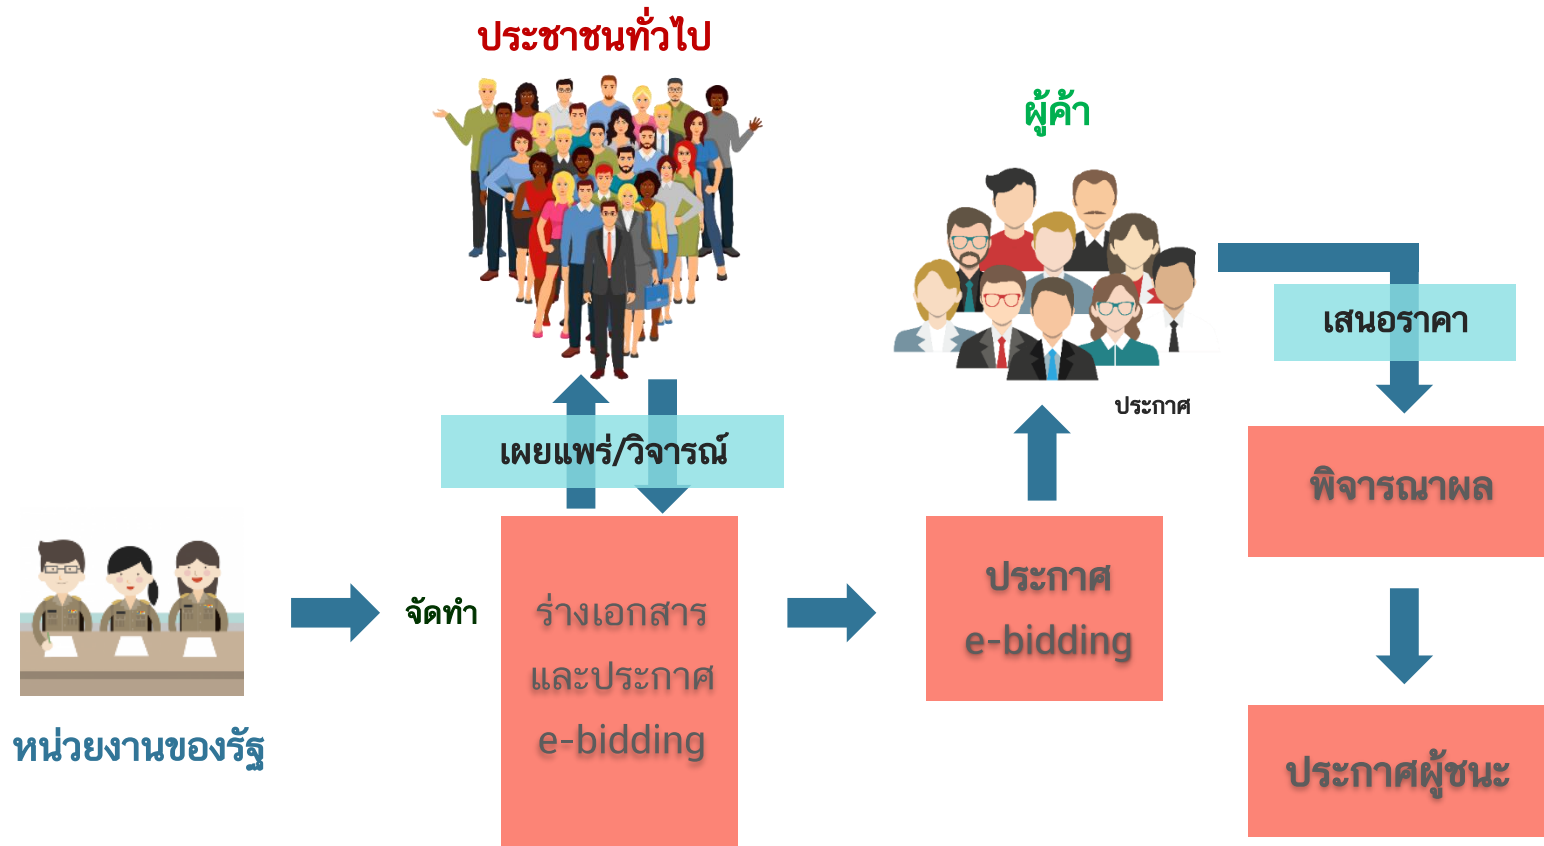 ประชาชนทั่วไป
ผู้ค้า
เสนอราคา
ประกาศ
เผยแพร่/วิจารณ์
พิจารณาผล
หน่วยงานของรัฐ
จัดทำ
ร่างเอกสาร
และประกาศ
e-bidding
ประกาศ
e-bidding
ประกาศผู้ชนะ